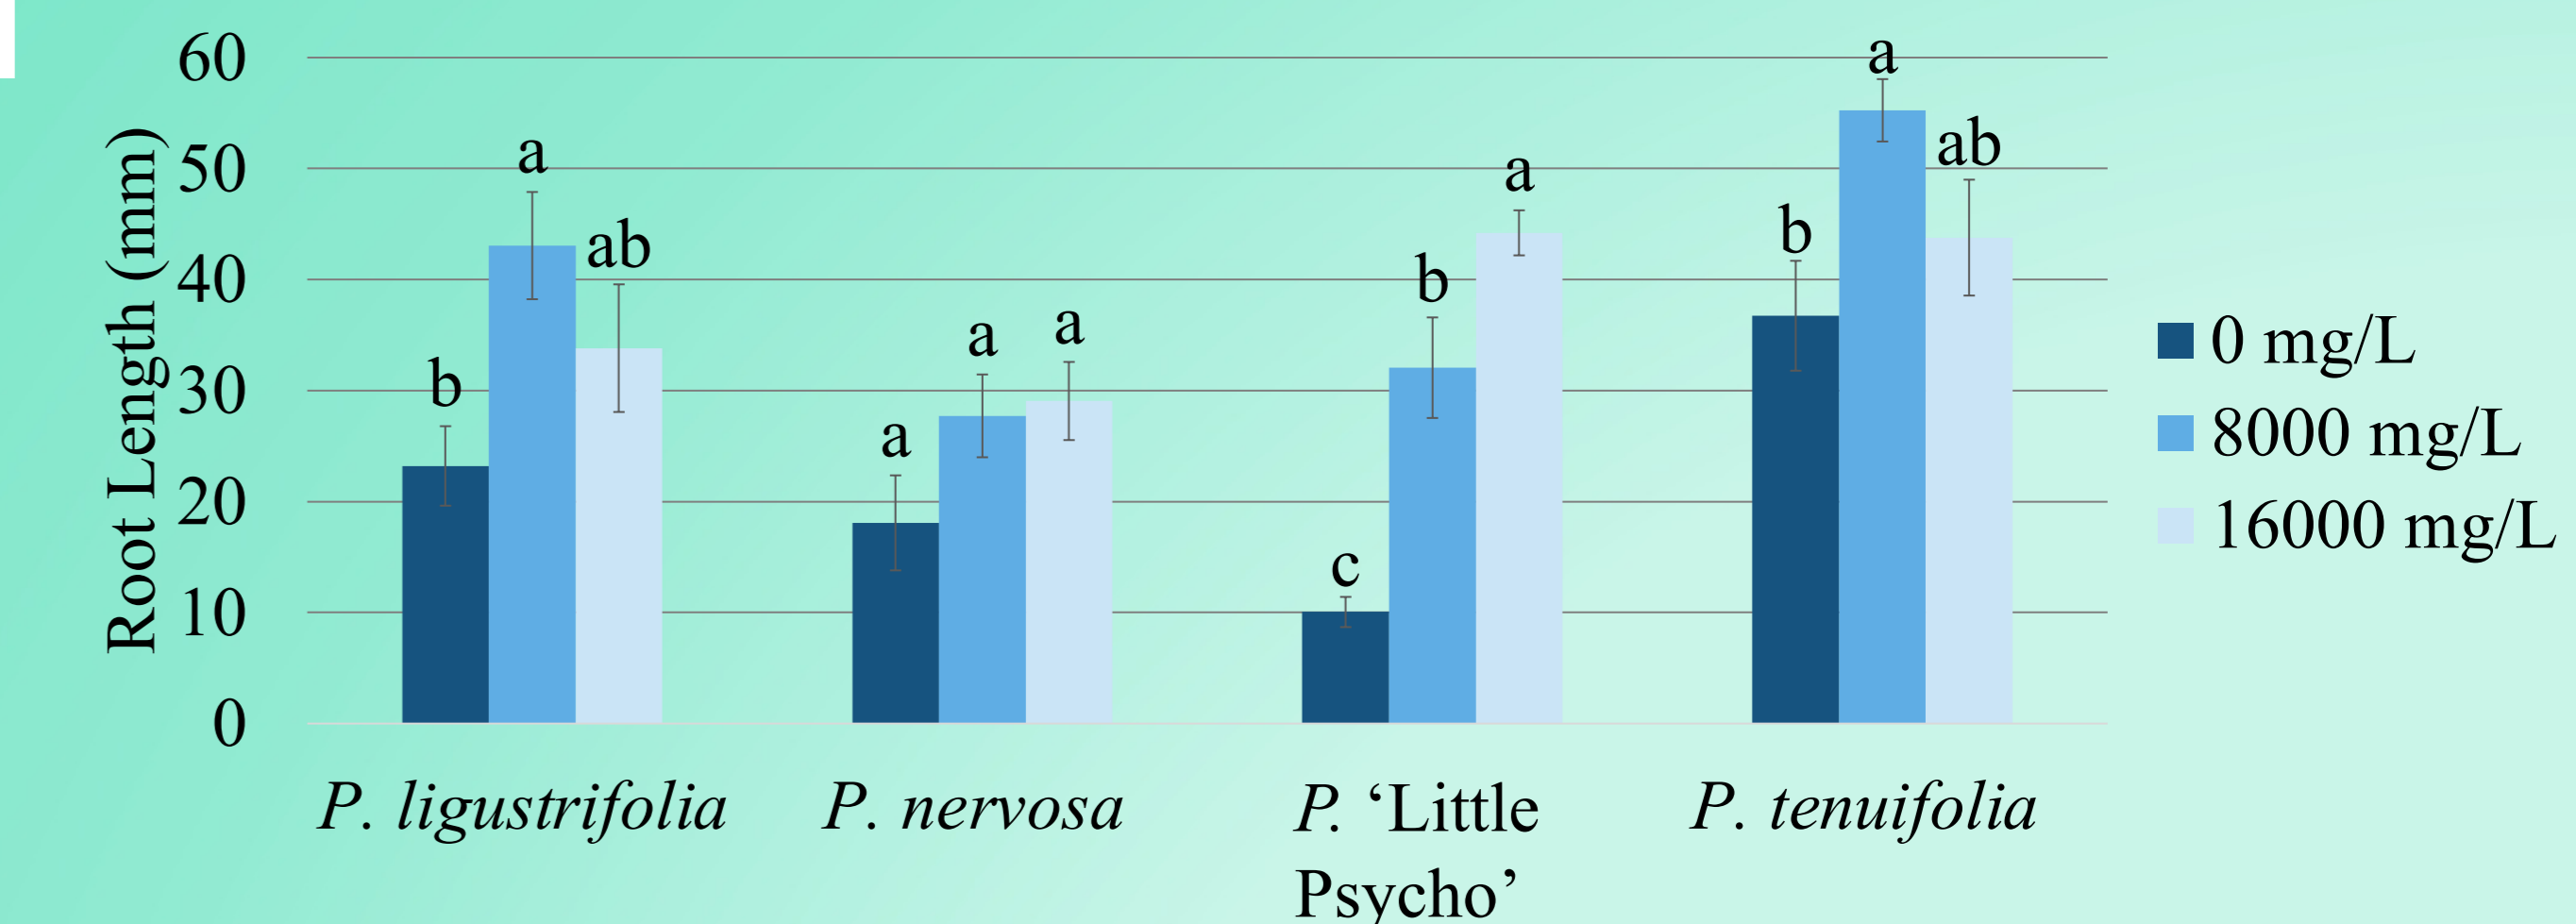 Root Length (mm)
60
50
40
30
20
10
0
b
a
ab
a
a
a
c
b
a
b
a
ab
P. ligustrifolia
P. nervosa
P. ‘Little
Psycho’
P. tenuifolia
0 mg/L
8000 mg/L
16000 mg/L